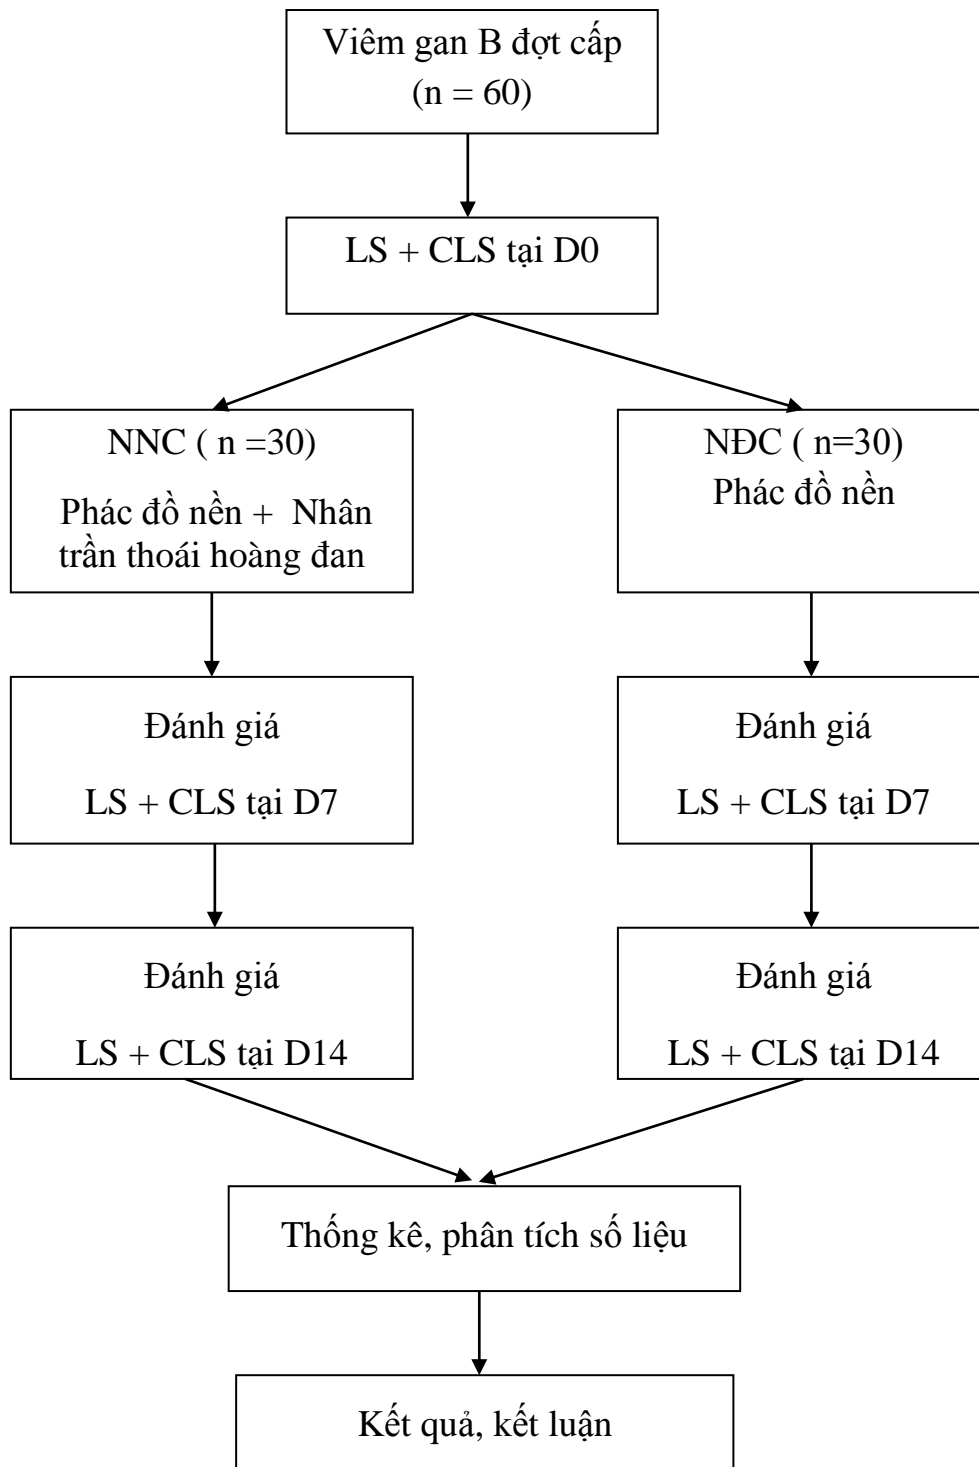 Viêm gan B đợt cấp
(n = 60)
LS + CLS tại D0
NNC ( n =30)
Phác đồ nền + Nhân
trần thoái hoàng đan
NĐC ( n=30)
Phác đồ nền
Đánh giá
LS + CLS tại D7
Đánh giá
LS + CLS tại D7
Đánh giá
LS + CLS tại D14
Đánh giá
LS + CLS tại D14
Thống kê, phân tích số liệu
Kết quả, kết luận